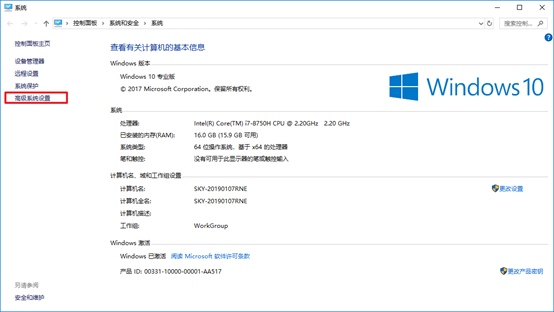 系统
控制面板 › 系统和安全 › 系统
搜索控制...
控制面板主页
设备管理器
远程设置
系统保护
高级系统设置
查看有关计算机的基本信息
Windows 版本
Windows 10 专业版
© 2017 Microsoft Corporation。保留所有权利。
Windows 10
系统
处理器: Intel(R) Core(TM) i7-8750H CPU @ 2.20GHz 2.20 GHz
已安装的内存(RAM): 16.0 GB (15.9 GB 可用)
系统类型: 64 位操作系统、基于 x64 的处理器
笔和触控: 没有可用于此显示器的笔或触控输入
计算机名、域和工作组设置
计算机名: SKY-20190107RNE
更改设置
计算机全名: SKY-20190107RNE
计算机描述:
工作组: WorkGroup
Windows 激活
Windows 已激活 阅读 Microsoft 软件许可条款
产品 ID: 00331-10000-00001-AA517
更改产品密钥
另请参阅
安全和维护